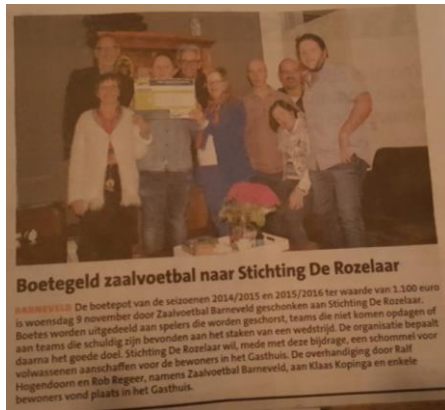 Boetegeld zaalvoetbal naar Stichting De Rozelaar
BARNEVELD De boetepot van de seizoenen 2014/2015 en 2015/2016 ter waarde van 1.100 euro
is woensdag 9 november door Zaalvoetbal Barneveld geschonken aan Stichting De Rozelaar.
Boetes worden uitgedeeld aan spelers die worden geschorst, teams die niet komen opdagen of
aan teams die schuldig zijn bevonden aan het staken van een wedstrijd. De organisatie bepaalt
daarna het goede doel. Stichting De Rozelaar wil, mede met deze bijdrage, een schommel voor
volwassenen aanschaffen voor de bewoners in het Gasthuis. De overhandiging door Ralf
Hogendoorn en Rob Regeer, namens Zaalvoetbal Barneveld, aan Klaas Kopinga en enkele
bewoners vond plaats in het Gasthuis.